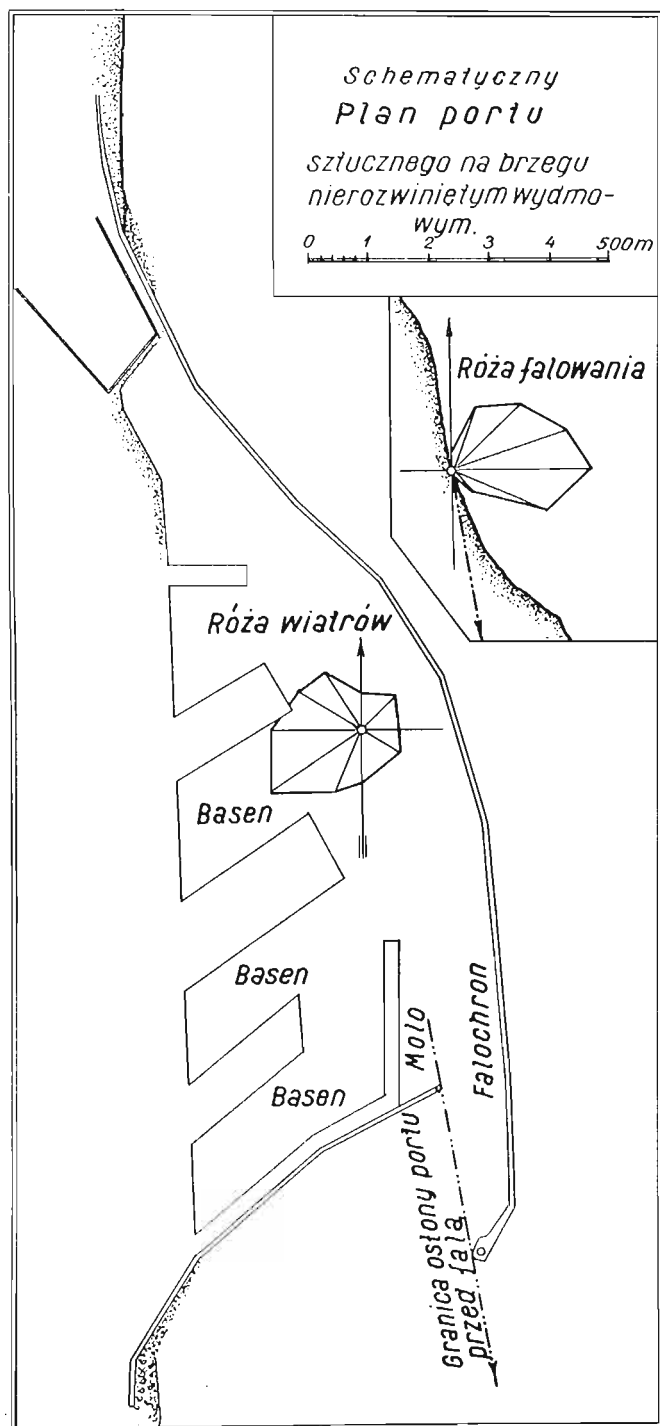 Schematyczny
Plan portu
sztucznego na brzegu
nierozwiniętym wydmo-
wym.
0 1 2 3 4 500m
Róża falowania
Róża wiatrów
Basen
Basen
Basen
Molo
Falochron
Granica osłony portu
przed falą